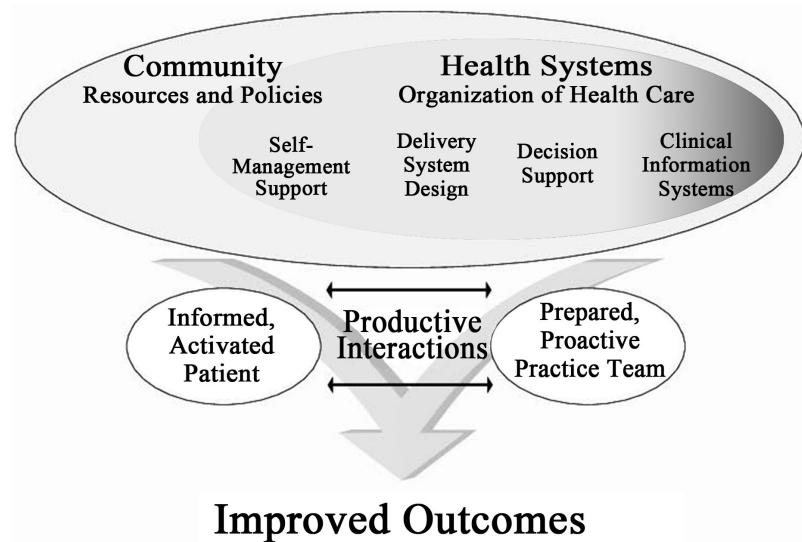 Community
Resources and Policies
Health Systems
Organization of Health Care
Self-
Management
Support
Delivery
System
Design
Decision
Support
Clinical
Information
Systems
Informed,
Activated
Patient
Productive
Interactions
Prepared,
Proactive
Practice Team
Improved Outcomes